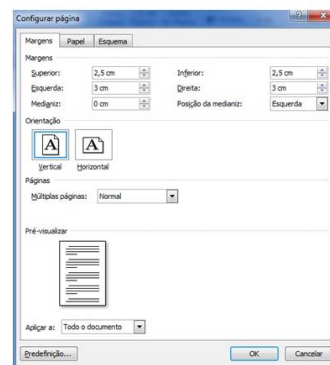 Configurar página
Margens Papel Esquema
Margens
Superior: 2,5 cm Inferior: 2,5 cm
Esquerda: 3 cm Direita: 3 cm
Medianiz: 0 cm Posição da medianiz: Esquerda
Orientação
A A
Vertical Horizontal
Páginas
Múltiplas páginas: Normal
Pré-visualizar
Aplicar a: Todo o documento
Predefinição... OK Cancelar